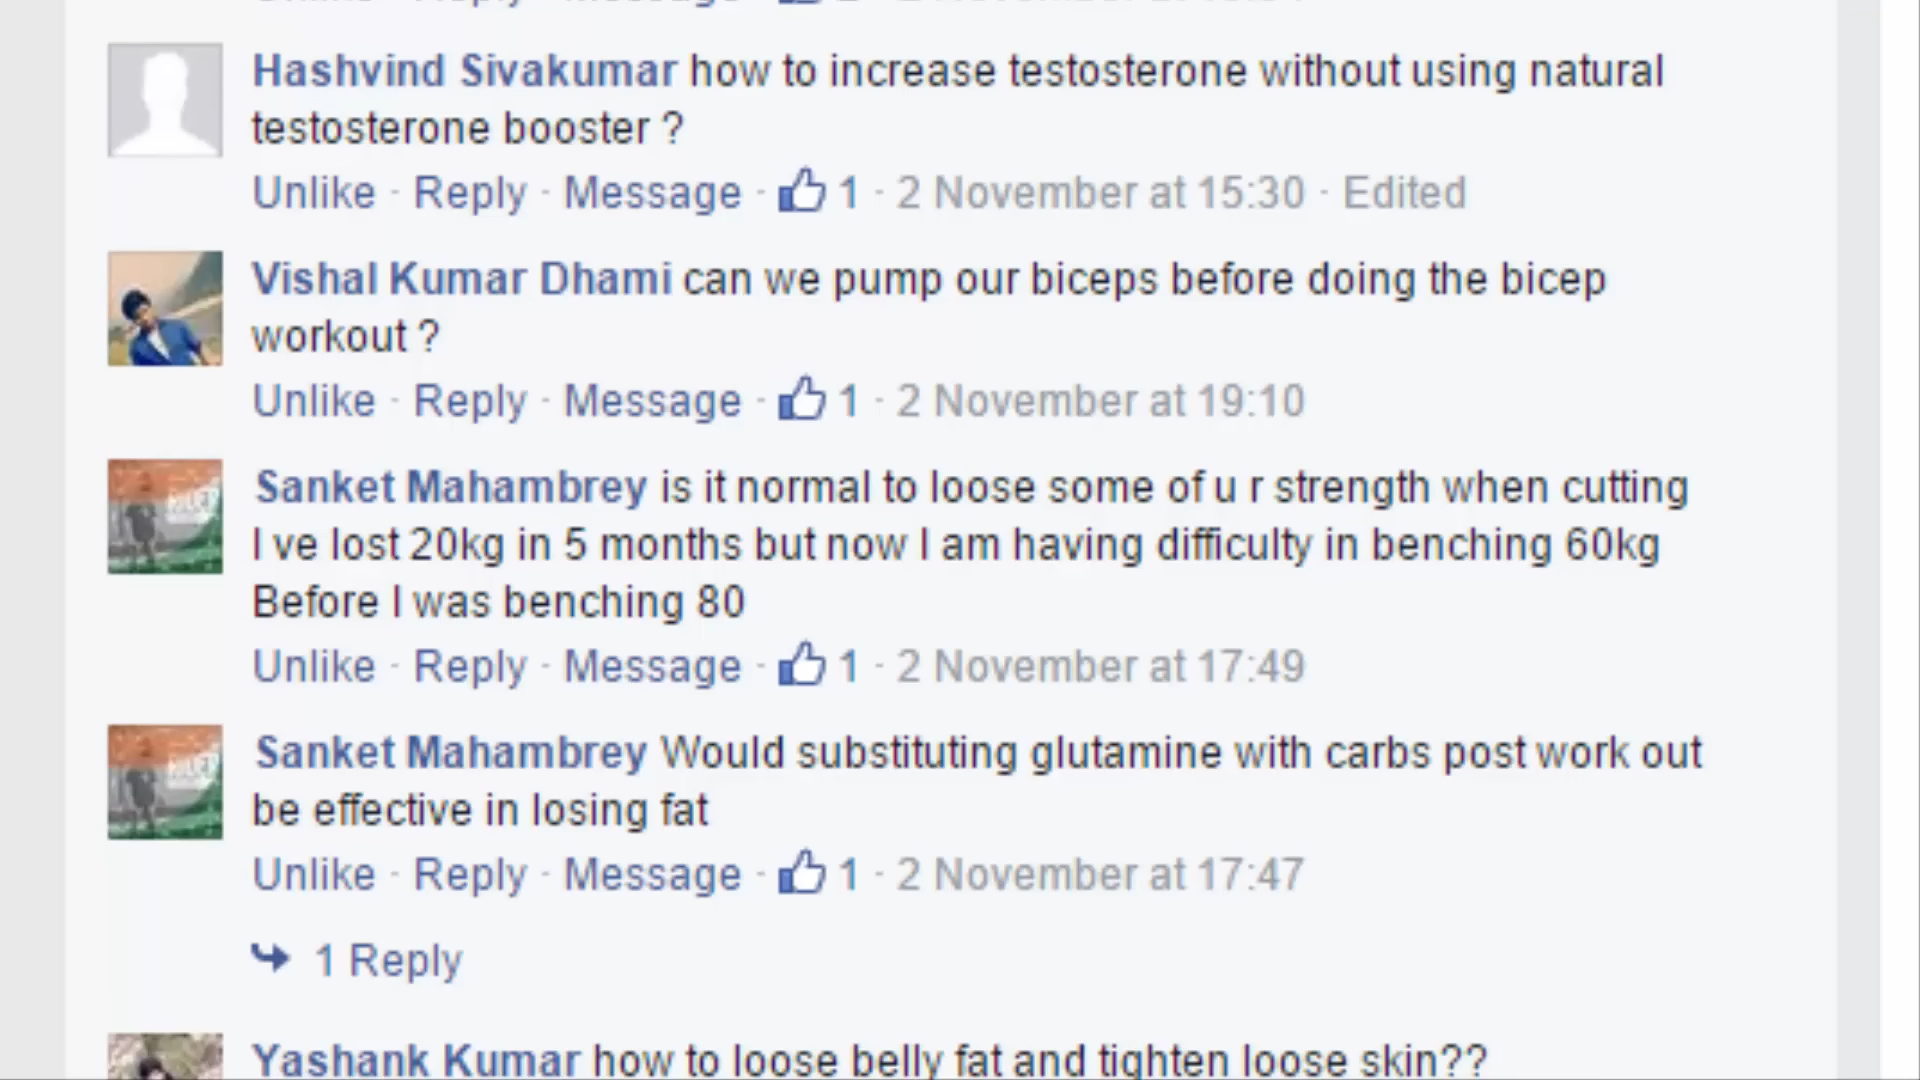 Hashvind Sivakumar how to increase testosterone without using natural
testosterone booster ?
Unlike · Reply · Message · 1 · 2 November at 15:30 · Edited
Vishal Kumar Dhami can we pump our biceps before doing the bicep
workout ?
Unlike · Reply · Message · 1 · 2 November at 19:10
Sanket Mahambrey is it normal to loose some of u r strength when cutting
I ve lost 20kg in 5 months but now I am having difficulty in benching 60kg
Before I was benching 80
Unlike · Reply · Message · 1 · 2 November at 17:49
Sanket Mahambrey Would substituting glutamine with carbs post work out
be effective in losing fat
Unlike · Reply · Message · 1 · 2 November at 17:47
1 Reply
Yashank Kumar how to loose belly fat and tighten loose skin??